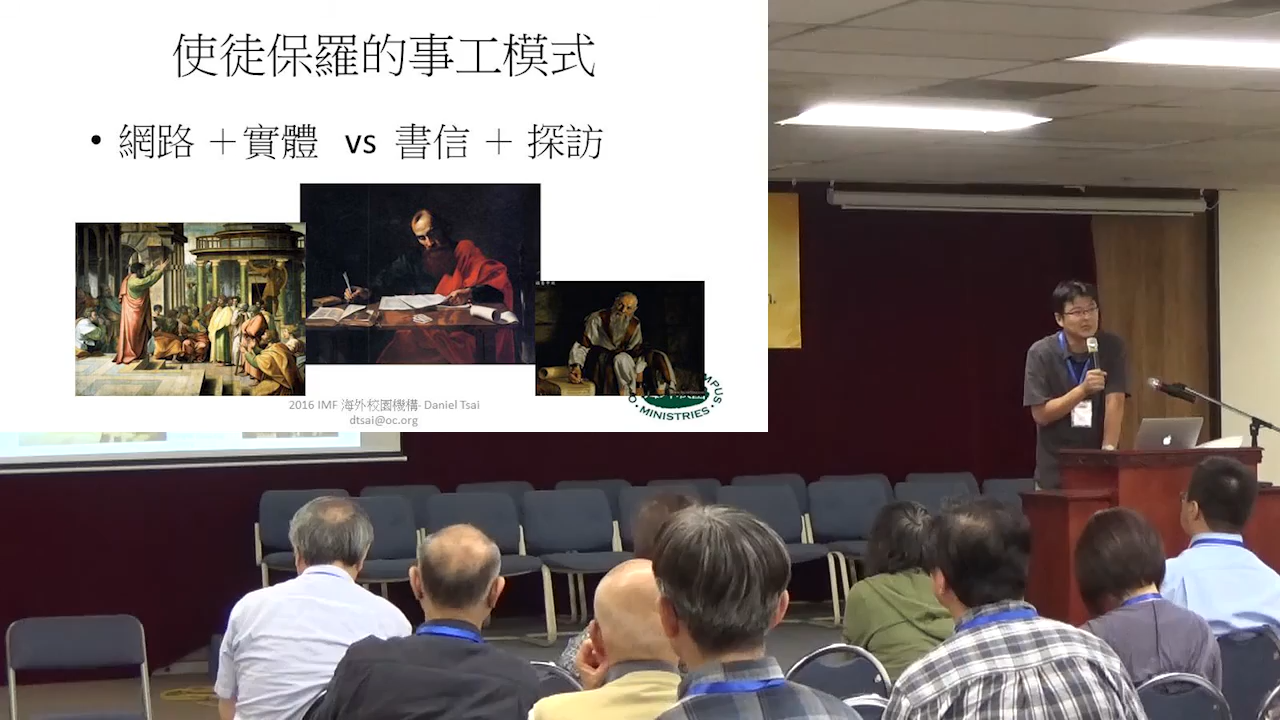 使徒保羅的事工模式
• 網路 ＋實體 vs 書信 ＋ 探訪
2016 IMF 海外校園機構- Daniel Tsai
dtsai@oc.org
MINISTRIES